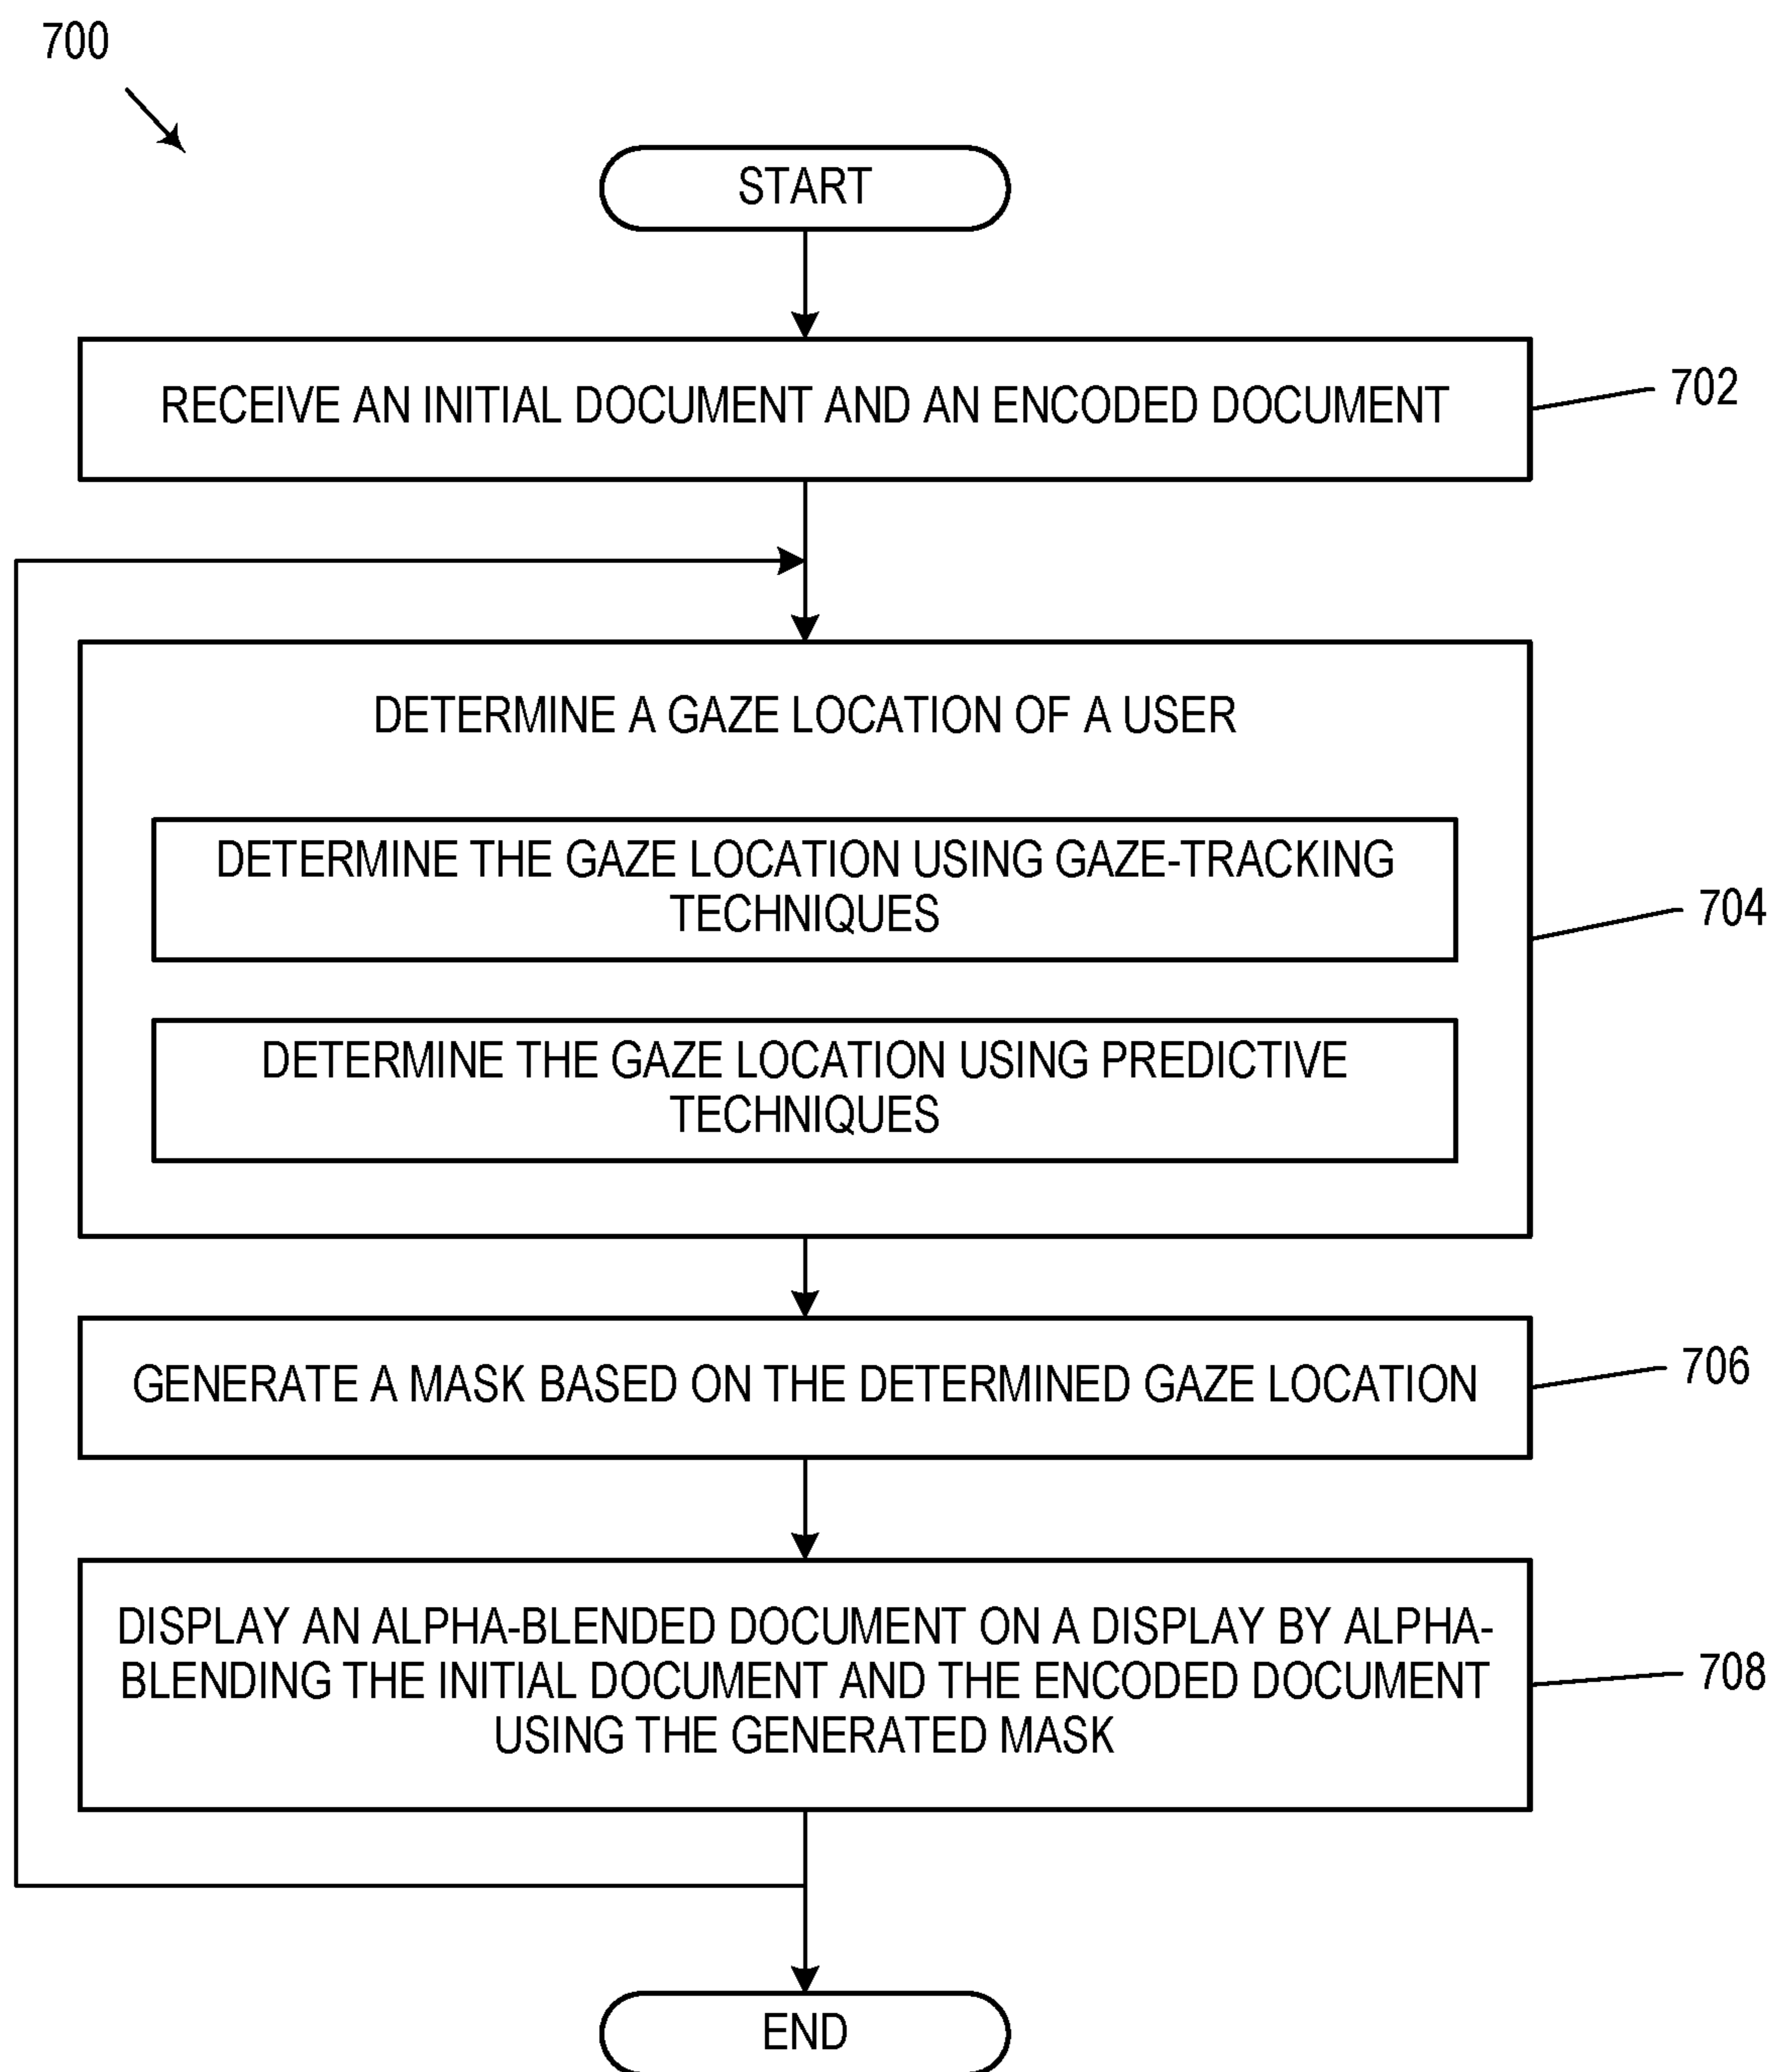 700
START
RECEIVE AN INITIAL DOCUMENT AND AN ENCODED DOCUMENT
702
DETERMINE A GAZE LOCATION OF A USER
DETERMINE THE GAZE LOCATION USING GAZE-TRACKING
TECHNIQUES
704
DETERMINE THE GAZE LOCATION USING PREDICTIVE
TECHNIQUES
GENERATE A MASK BASED ON THE DETERMINED GAZE LOCATION
706
DISPLAY AN ALPHA-BLENDED DOCUMENT ON A DISPLAY BY ALPHA-
BLENDING THE INITIAL DOCUMENT AND THE ENCODED DOCUMENT
USING THE GENERATED MASK
708
END